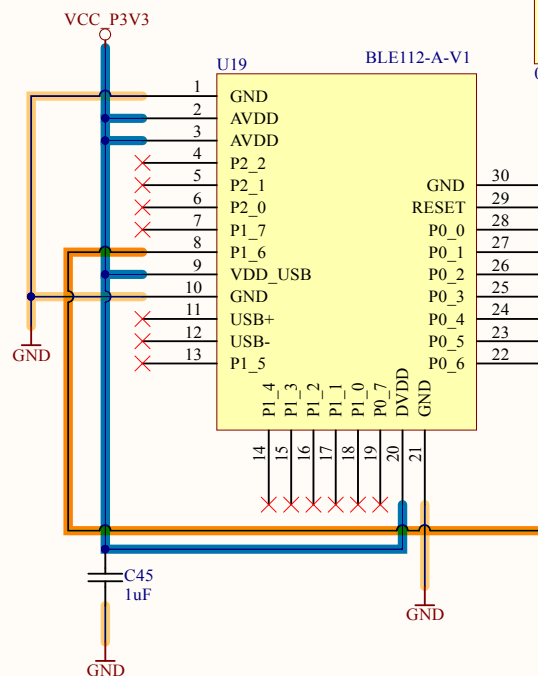 VCC_P3V3
U19
BLE112-A-V1
1 GND
2 AVDD
3 AVDD
4 P2_2
5 P2_1
6 P2_0
7 P1_7
8 P1_6
9 VDD_USB
10 GND
11 USB+
12 USB-
13 P1_5
GND 30
RESET 29
P0_0 28
P0_1 27
P0_2 26
P0_3 25
P0_4 24
P0_5 23
P0_6 22
P1_4 14
P1_3 15
P1_2 16
P1_1 17
P1_0 18
P0_7 19
DVDD 20
GND 21
GND
C45
1uF
GND
GND